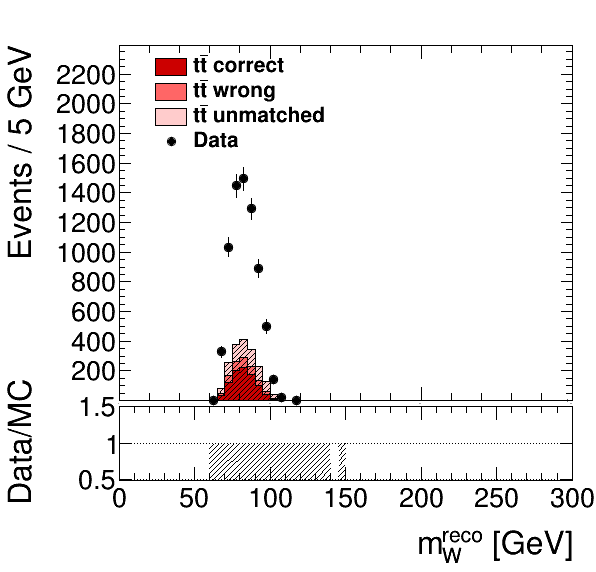 Events / 5 GeV
2200
2000
1800
1600
1400
1200
1000
800
600
400
200
tt̄ correct
tt̄ wrong
tt̄ unmatched
Data
Data/MC
1.5
1
0.5
0 50 100 150 200 250 300
m_W^reco [GeV]